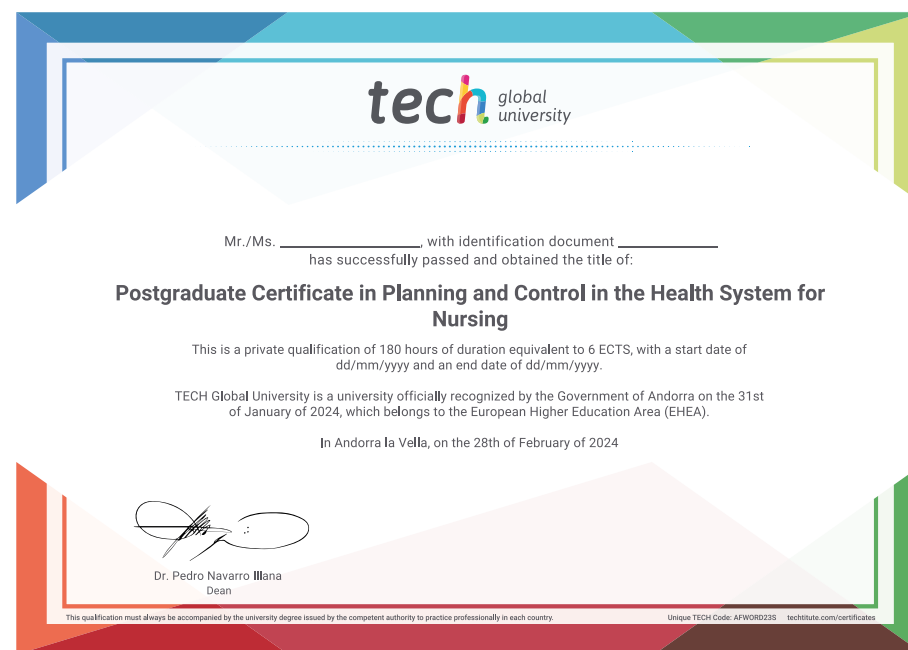 tech global university
Mr./Ms. ____________, with identification document ____________
has successfully passed and obtained the title of:
Postgraduate Certificate in Planning and Control in the Health System for
Nursing
This is a private qualification of 180 hours of duration equivalent to 6 ECTS, with a start date of
dd/mm/yyyy and an end date of dd/mm/yyyy.
TECH Global University is a university officially recognized by the Government of Andorra on the 31st
of January of 2024, which belongs to the European Higher Education Area (EHEA).
In Andorra la Vella, on the 28th of February of 2024
Dr. Pedro Navarro Illana
Dean
This qualification must always be accompanied by the university degree issued by the competent authority to practice professionally in each country.
Unique TECH Code: AFWORD23S techtitute.com/certificates